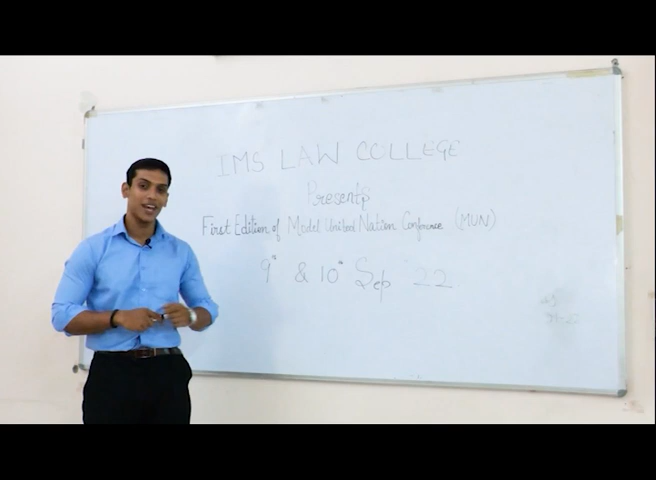 IMS LAW COLLEGE
Presents
First Edition of Model United Nation Conference (MUN)
9th & 10th Sep '22